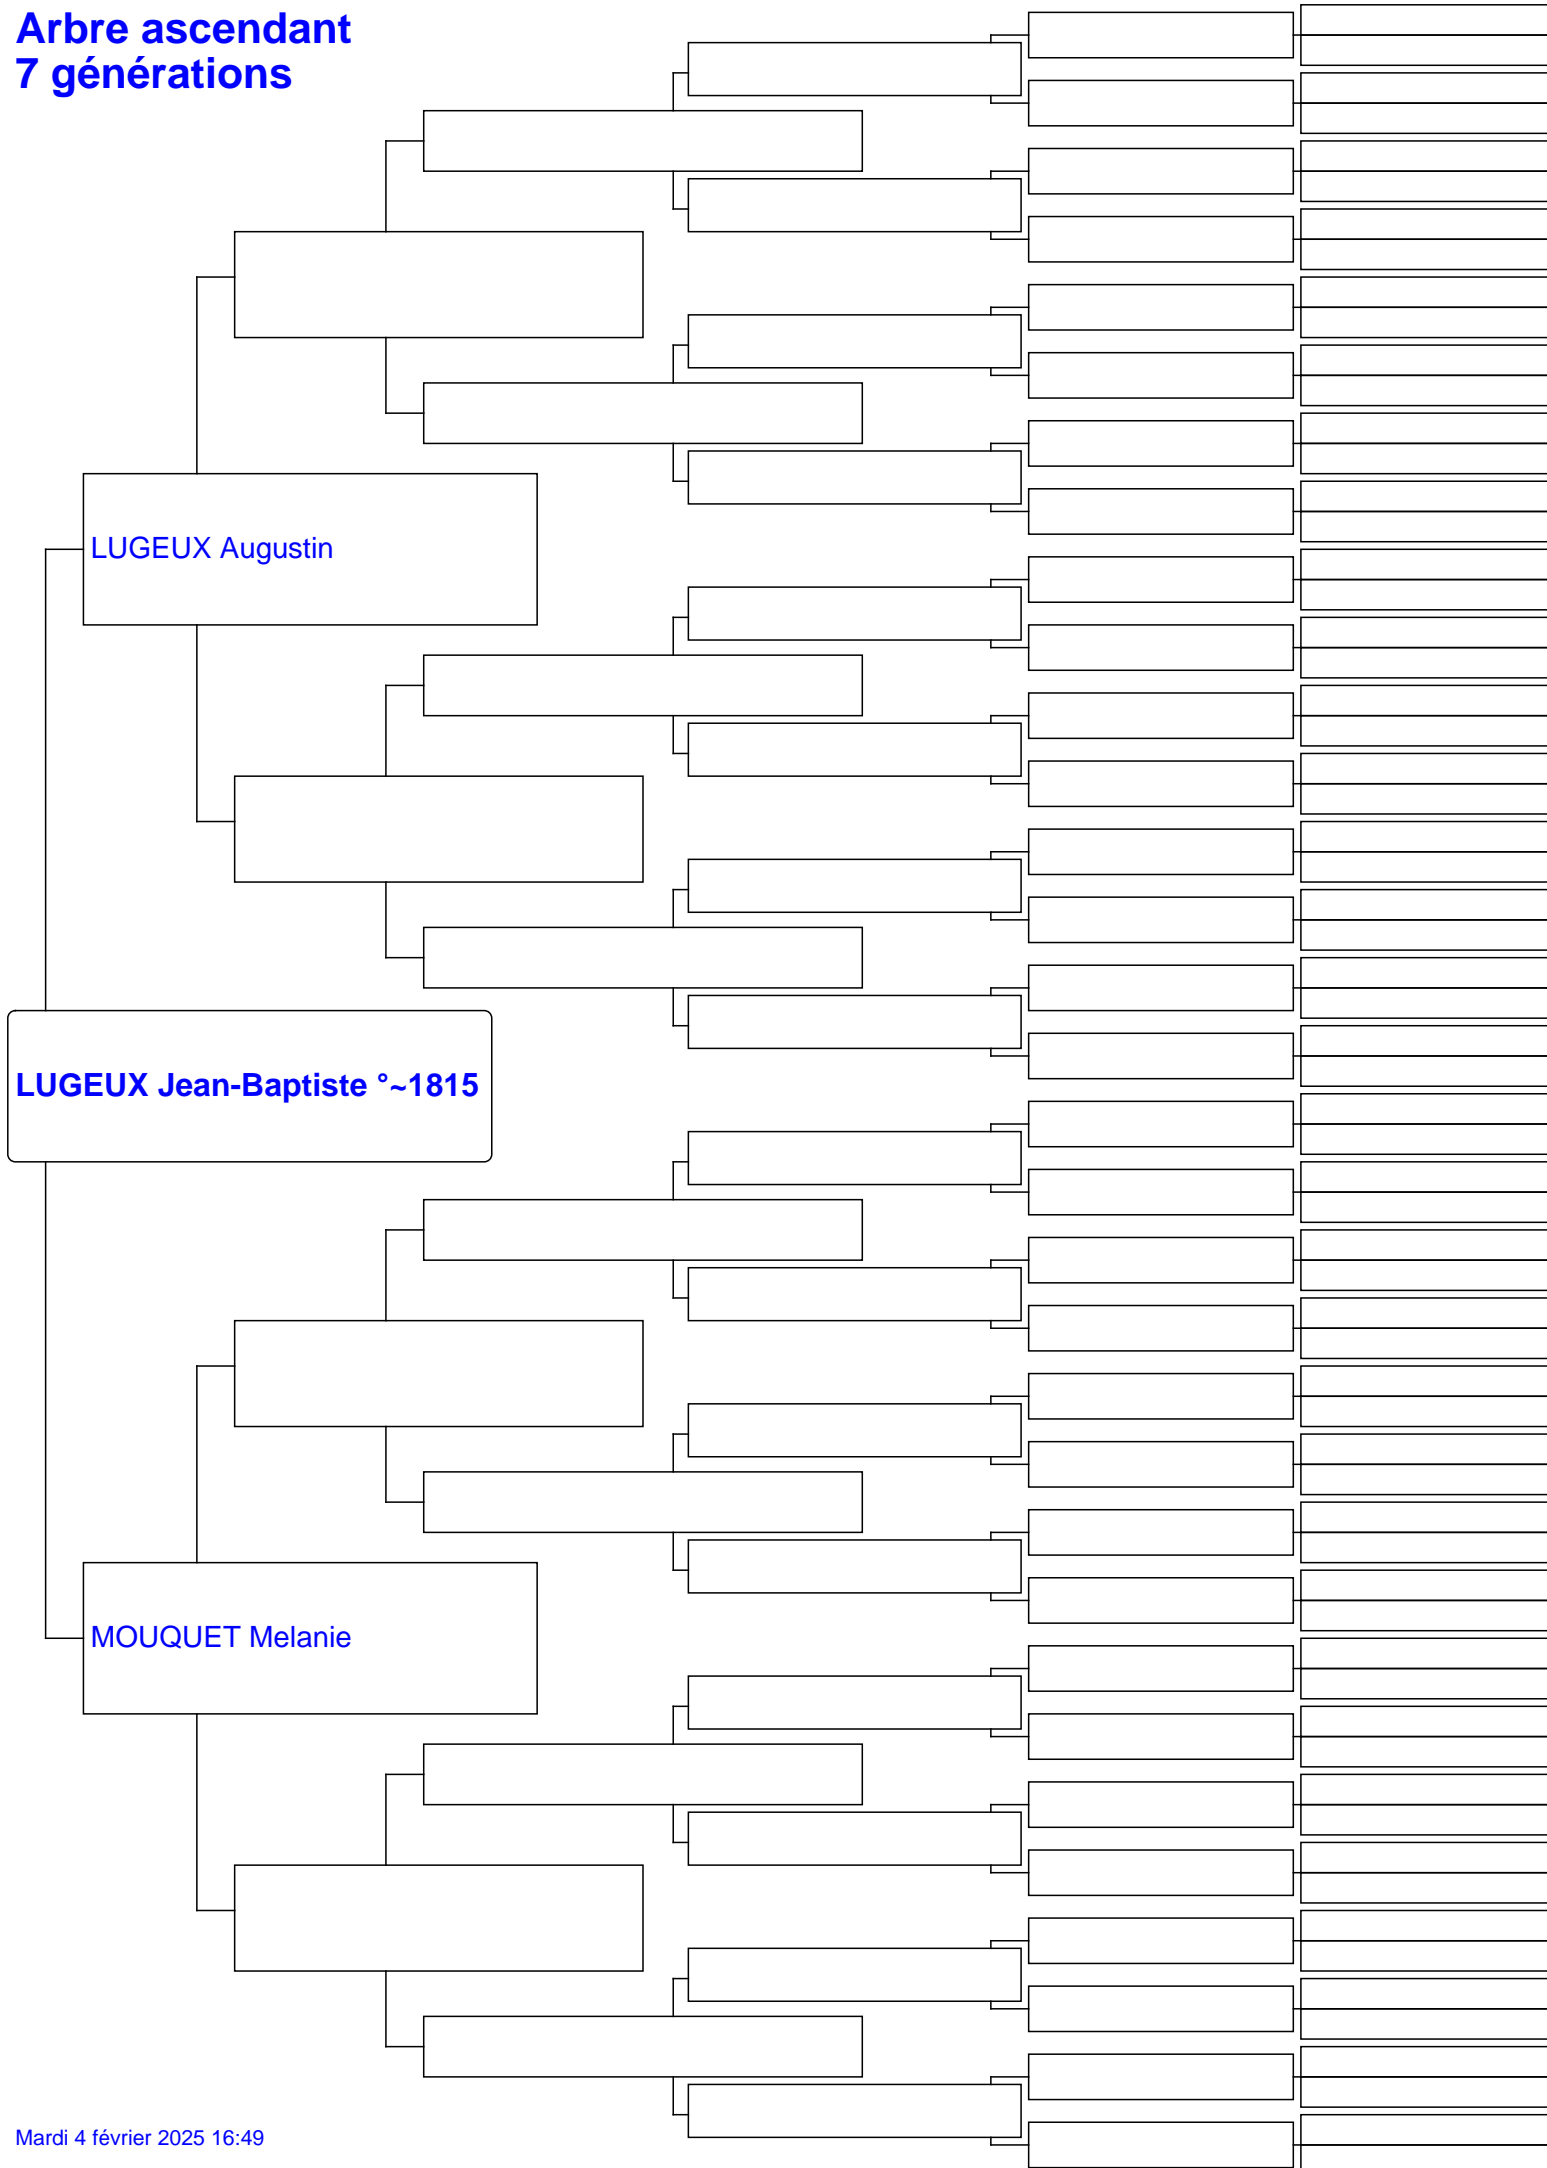 Arbre ascendant
7 générations
LUGEUX Augustin
LUGEUX Jean-Baptiste °~1815
MOUQUET Melanie
Mardi 4 février 2025 16:49